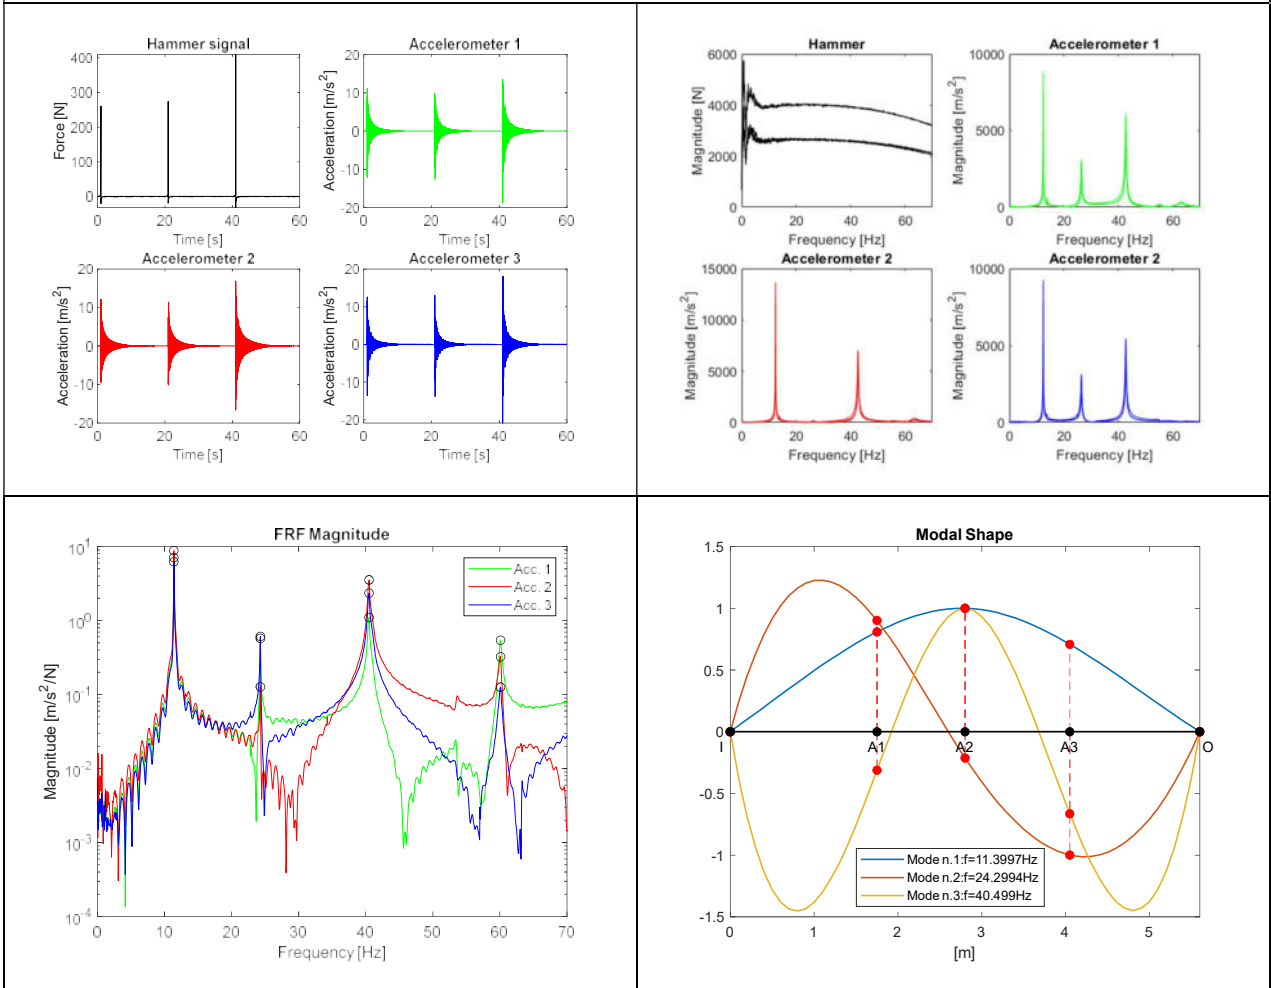 Hammer signal
Force [N]
400
300
200
100
0
0 20 40 60
Time [s]
Accelerometer 1
Acceleration [m/s²]
20
10
0
-10
-20
0 20 40 60
Time [s]
Accelerometer 2
Acceleration [m/s²]
20
10
0
-10
-20
0 20 40 60
Time [s]
Accelerometer 3
Acceleration [m/s²]
20
10
0
-10
-20
0 20 40 60
Time [s]
Hammer
Magnitude [N]
6000
4000
2000
0
0 20 40 60
Frequency [Hz]
Accelerometer 1
Magnitude [m/s²]
10000
5000
0
0 20 40 60
Frequency [Hz]
Accelerometer 2
Magnitude [m/s²]
15000
10000
5000
0
0 20 40 60
Frequency [Hz]
Accelerometer 2
Magnitude [m/s²]
10000
5000
0
0 20 40 60
Frequency [Hz]
FRF Magnitude
Magnitude [m/s²/N]
10¹
10⁰
10⁻¹
10⁻²
10⁻³
10⁻⁴
Acc. 1
Acc. 2
Acc. 3
0 10 20 30 40 50 60 70
Frequency [Hz]
Modal Shape
1.5
1
0.5
0
-0.5
-1
-1.5
I A1 A2 A3 O
Mode n.1:f=11.3997Hz
Mode n.2:f=24.2994Hz
Mode n.3:f=40.499Hz
0 1 2 3 4 5
[m]